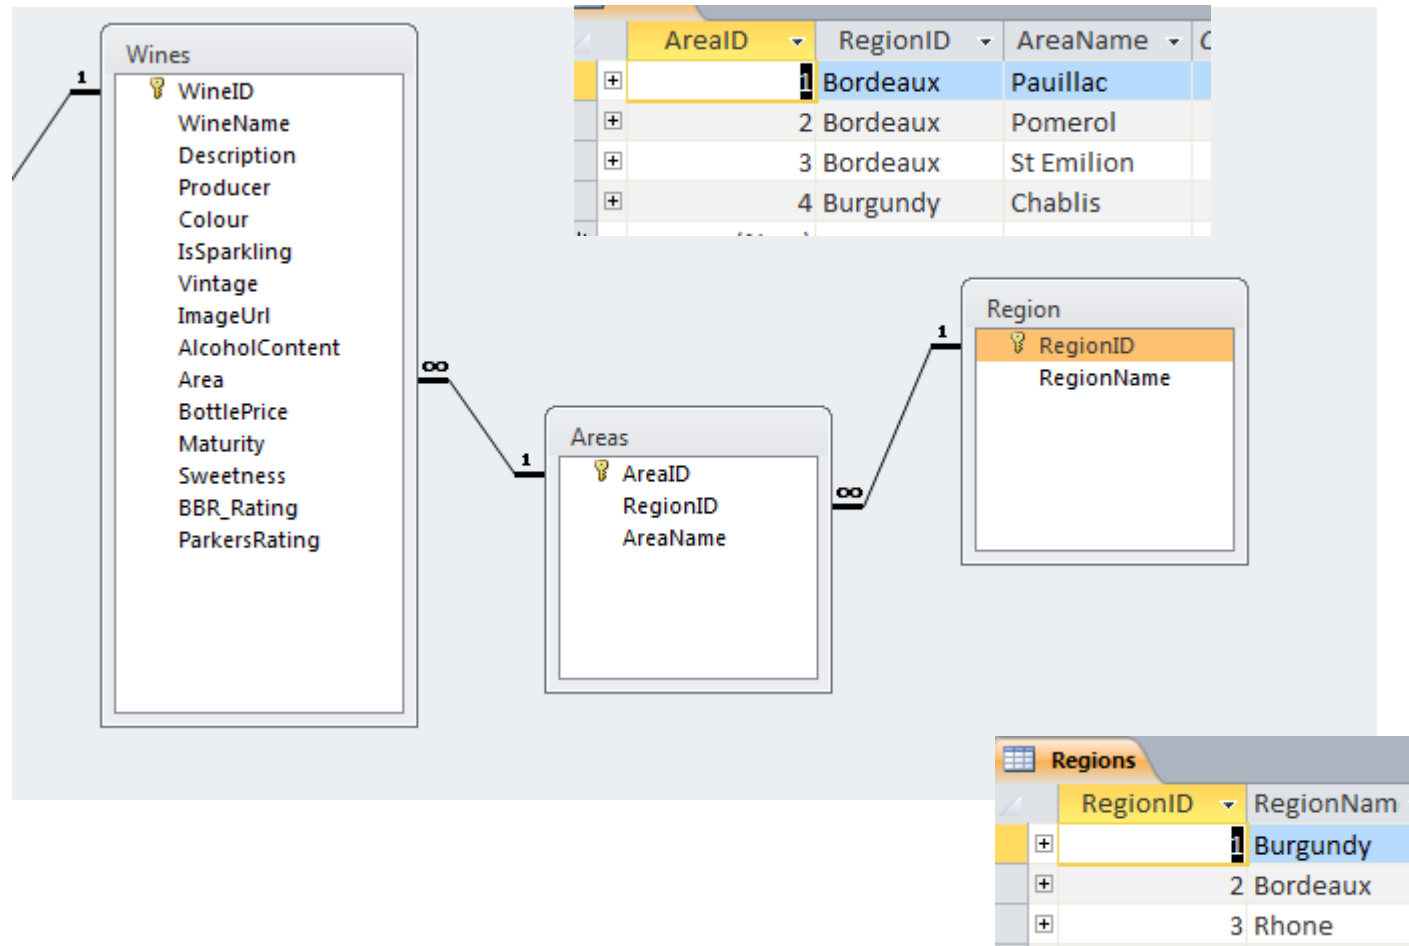 Wines
1
WineID
WineName
Description
Producer
Colour
IsSparkling
Vintage
ImageUrl
AlcoholContent
Area
BottlePrice
Maturity
Sweetness
BBR_Rating
ParkersRating
∞
1
AreaID RegionID AreaName
1 Bordeaux Pauillac
2 Bordeaux Pomerol
3 Bordeaux St Emilion
4 Burgundy Chablis
Areas
AreaID
RegionID
AreaName
∞
1
Region
RegionID
RegionName
Regions
RegionID RegionNam
1 Burgundy
2 Bordeaux
3 Rhone